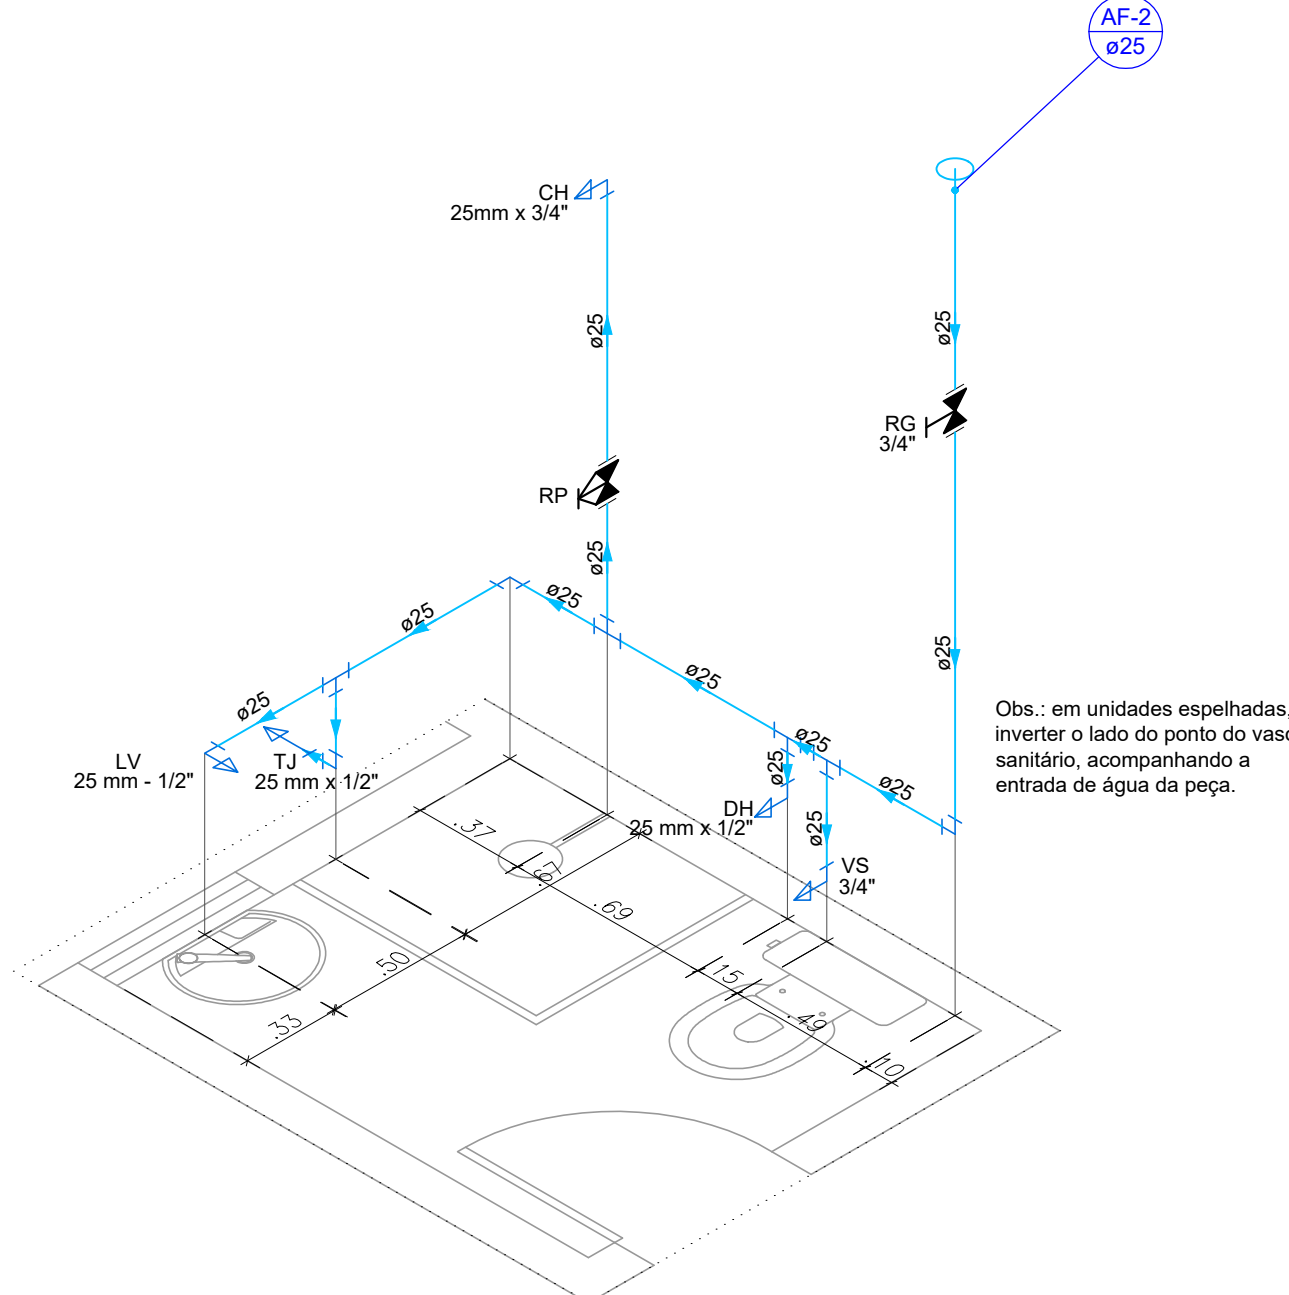 AF-2
ø25
CH
25mm x 3/4"
ø25
ø25
RG
3/4"
RP
ø25
ø25
ø25
ø25
ø25
ø25
Obs.: em unidades espelhadas,
inverter o lado do ponto do vaso
sanitário, acompanhando a
entrada de água da peça.
LV
25 mm - 1/2"
TJ
25 mm x 1/2"
ø25
ø25
ø25
DH
25 mm x 1/2"
ø25
VS
3/4"
.37
.69
.50
.15
.33
.49
.10